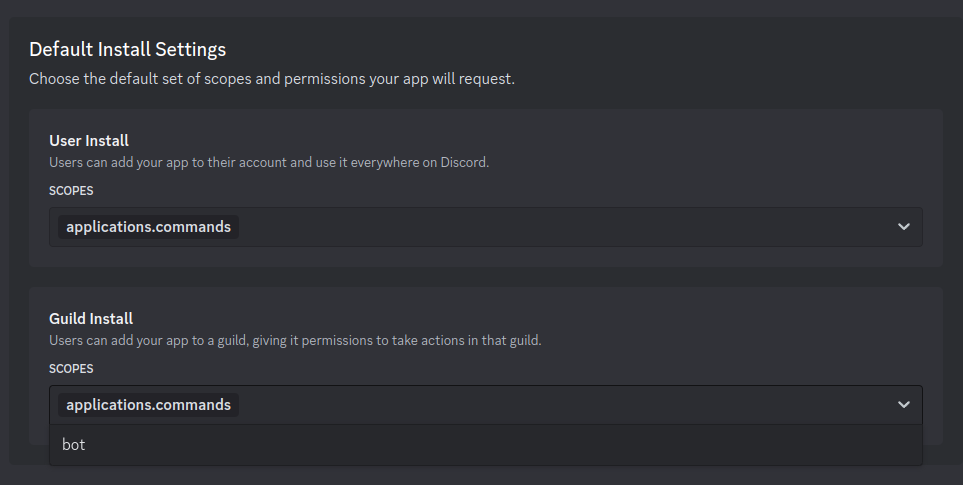 Default Install Settings
Choose the default set of scopes and permissions your app will request.
User Install
Users can add your app to their account and use it everywhere on Discord.
SCOPES
applications.commands
Guild Install
Users can add your app to a guild, giving it permissions to take actions in that guild.
SCOPES
applications.commands
bot